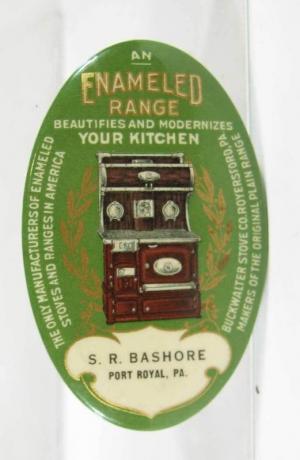 AN
ENAMELED
RANGE
BEAUTIFIES AND MODERNIZES
YOUR KITCHEN
THE ONLY MANUFACTURERS OF ENAMELED
STOVES AND RANGES IN AMERICA
BUCKWALTER STOVE CO. ROYERSFORD, PA.
MAKERS OF THE ORIGINAL PLAIN RANGE
S. R. BASHORE
PORT ROYAL, PA.